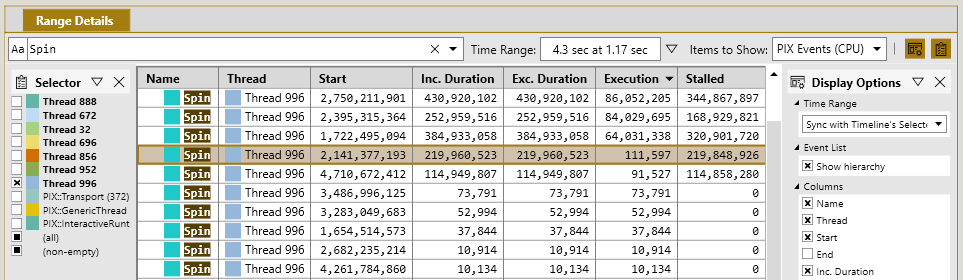 Range Details
Aa Spin Time Range: 4.3 sec at 1.17 sec Items to Show: PIX Events (CPU)
Selector
Thread 888
Thread 672
Thread 32
Thread 696
Thread 856
Thread 952
Thread 996
PIX::Transport (372)
PIX::GenericThread
PIX::InteractiveRunt
(all)
(non-empty)
Name Thread Start Inc. Duration Exc. Duration Execution Stalled
Spin Thread 996 2,750,211,901 430,920,102 430,920,102 86,052,205 344,867,897
Spin Thread 996 2,395,315,364 252,959,516 252,959,516 84,029,695 168,929,821
Spin Thread 996 1,722,495,094 384,933,058 384,933,058 64,031,338 320,901,720
Spin Thread 996 2,141,377,193 219,960,523 219,960,523 111,597 219,848,926
Spin Thread 996 4,710,672,412 114,949,807 114,949,807 91,527 114,858,280
Spin Thread 996 3,486,996,125 73,791 73,791 73,791 0
Spin Thread 996 3,283,049,683 52,994 52,994 52,994 0
Spin Thread 996 1,654,514,573 37,844 37,844 37,844 0
Spin Thread 996 2,682,235,214 10,914 10,914 10,914 0
Spin Thread 996 4,261,784,860 10,134 10,134 10,134 0
Display Options
Time Range
Sync with Timeline's Select
Event List
Show hierarchy
Columns
Name
Thread
Start
End
Inc. Duration